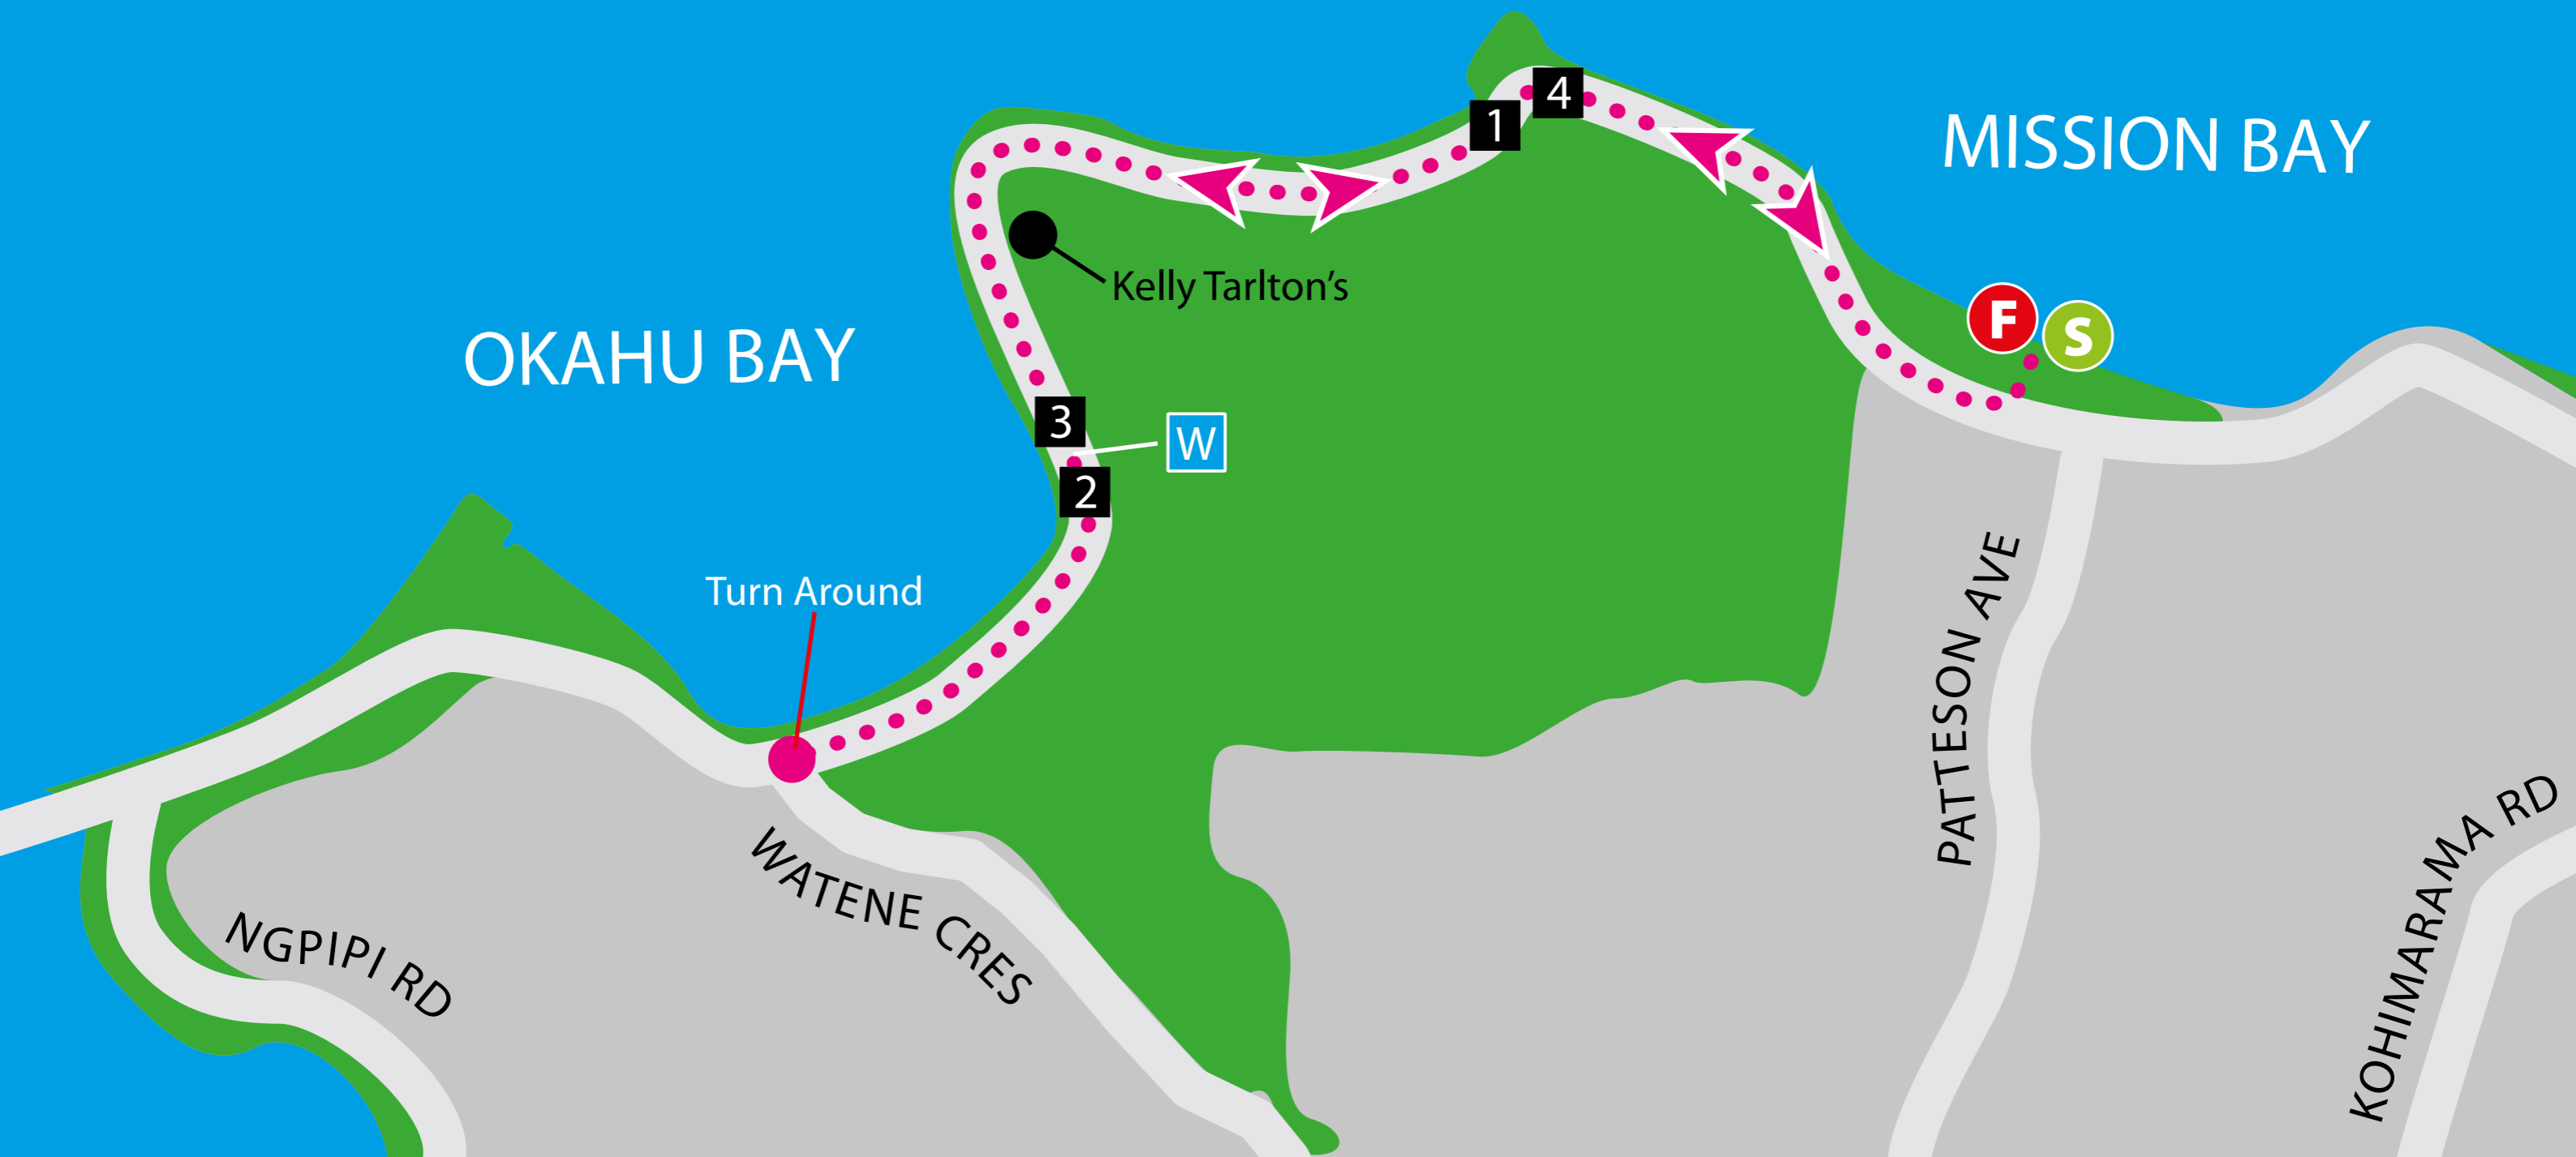 4
1
MISSION BAY
Kelly Tarlton's
F
S
OKAHU BAY
3
W
2
Turn Around
PATTESON AVE
WATENE CRES
NGPIPI RD
KOHIMARAMA RD